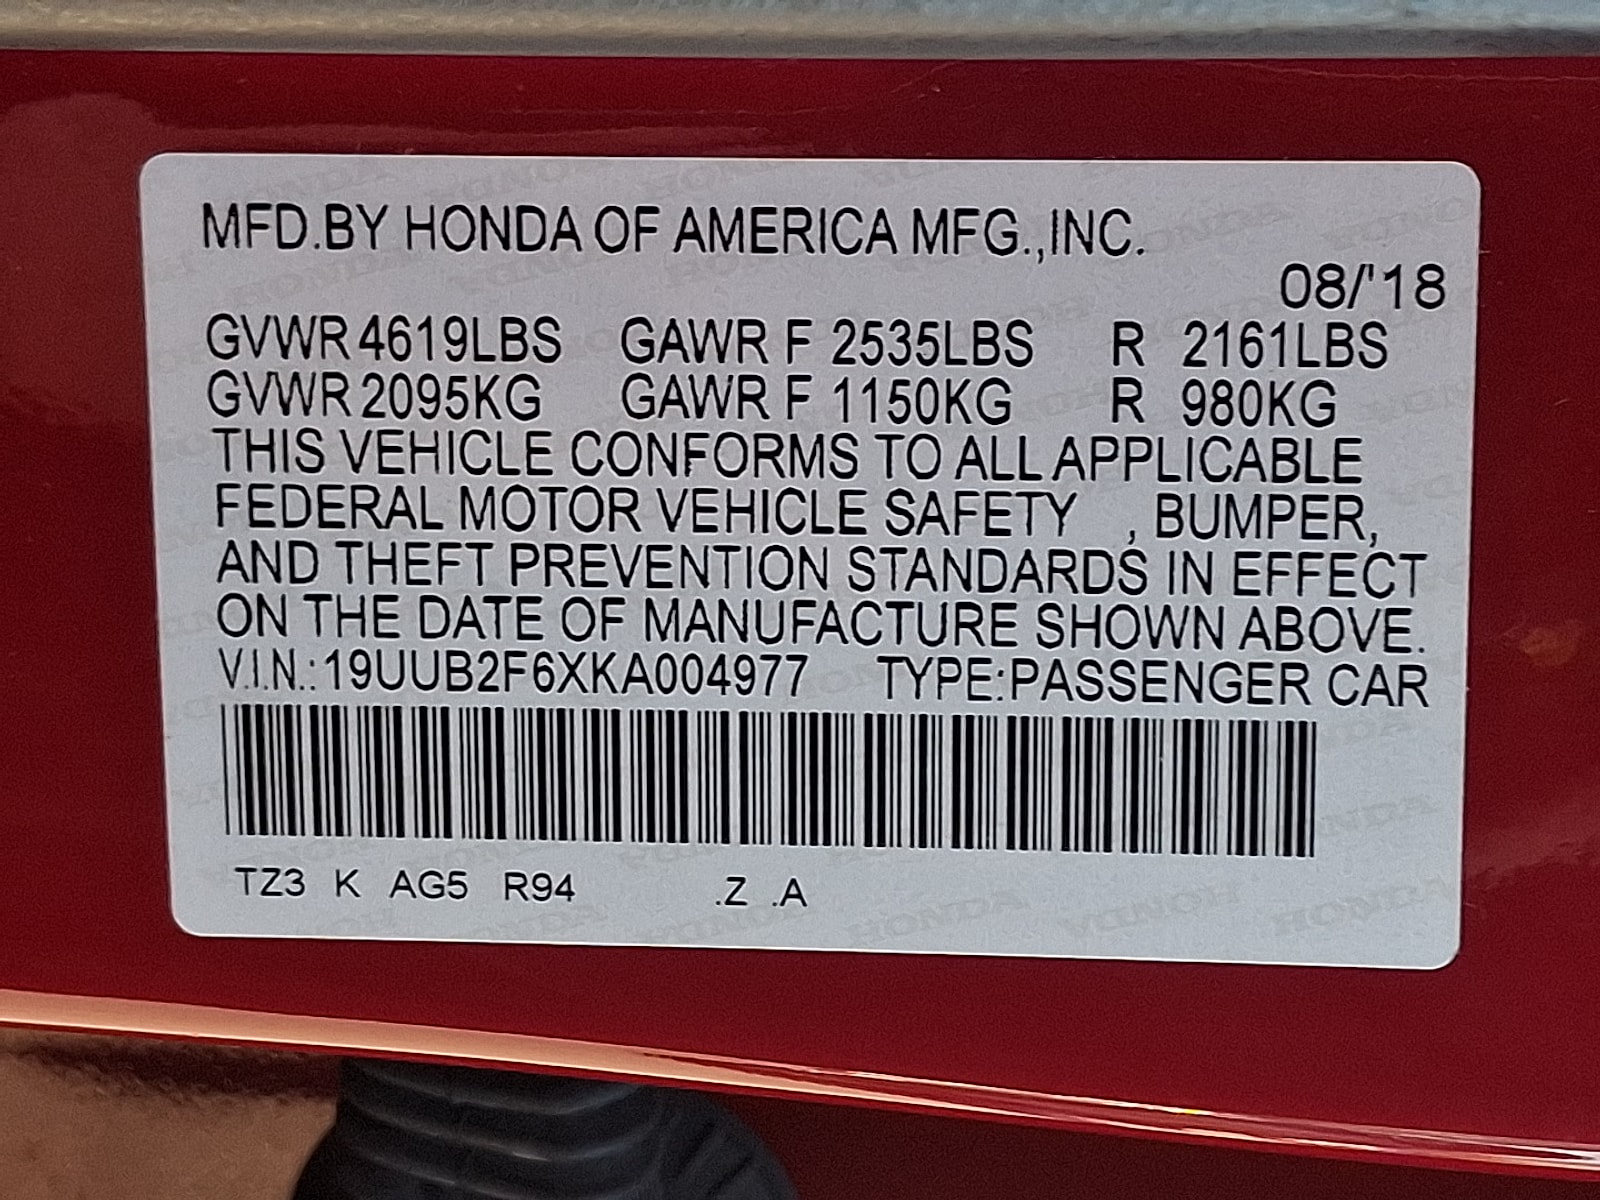 MFD.BY HONDA OF AMERICA MFG.,INC.
08/'18
GVWR 4619LBS GAWR F 2535LBS R 2161LBS
GVWR 2095KG GAWR F 1150KG R 980KG
THIS VEHICLE CONFORMS TO ALL APPLICABLE
FEDERAL MOTOR VEHICLE SAFETY , BUMPER,
AND THEFT PREVENTION STANDARDS IN EFFECT
ON THE DATE OF MANUFACTURE SHOWN ABOVE.
V.I.N.:19UUB2F6XKA004977 TYPE:PASSENGER CAR
TZ3 K AG5 R94 .Z .A